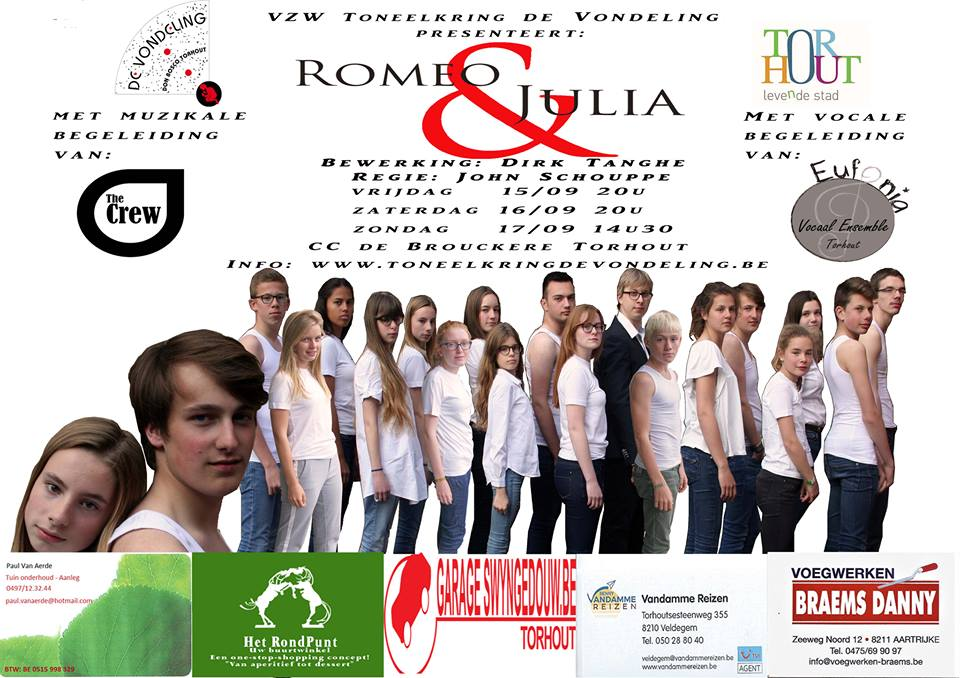 VZW Toneelkring de Vondeling
presenteert:
Romeo
&
Julia
Bewerking: Dirk Tanghe
Regie: John Schouppe
vrijdag 15/09 20u
zaterdag 16/09 20u
zondag 17/09 14u30
CC de Brouckere Torhout
Info: www.toneelkringdevondeling.be
DE VONDELING
DON BOSCO TORHOUT
met muzikale
begeleiding
van:
The
Crew
TOR
HOUT
levende stad
Met vocale
begeleiding
van:
Eufonia
Vocaal Ensemble
Torhout
Paul Van Aerde
Tuin onderhoud - Aanleg
0497/12.32.44
paul.vanaerde@hotmail.com
BTW: BE 0515 998 329
Het RondPunt
Uw buurtwinkel
Een one-stop-shopping concept!
"Van aperitief tot dessert"
GARAGE SWYNGEDOUW.BE
TORHOUT
VANDAMME
REIZEN
Vandamme Reizen
Torhoutsesteenweg 355
8210 Veldegem
Tel. 050 28 80 40
veldegem@vandammereizen.be
www.vandammereizen.be
TUI
AGENT
VOEGWERKEN
BRAEMS DANNY
Zeeweg Noord 12 • 8211 AARTRIJKE
Tel. 0475/69 90 97
info@voegwerken-braems.be